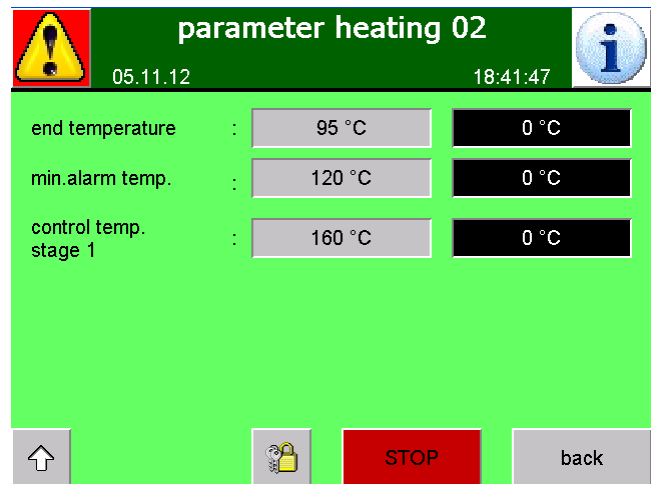 parameter heating 02
05.11.12 18:41:47
end temperature : 95 °C 0 °C
min.alarm temp. : 120 °C 0 °C
control temp.
stage 1 : 160 °C 0 °C
STOP back